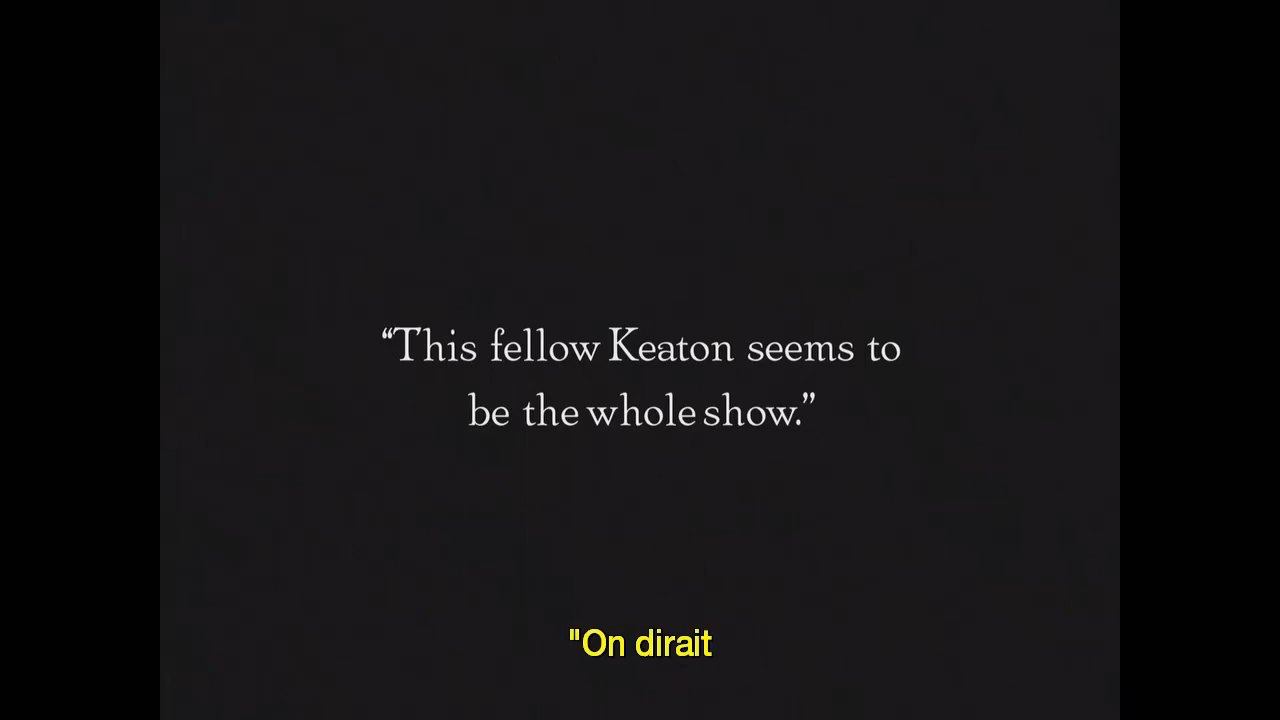 “This fellow Keaton seems to
be the whole show.”
"On dirait